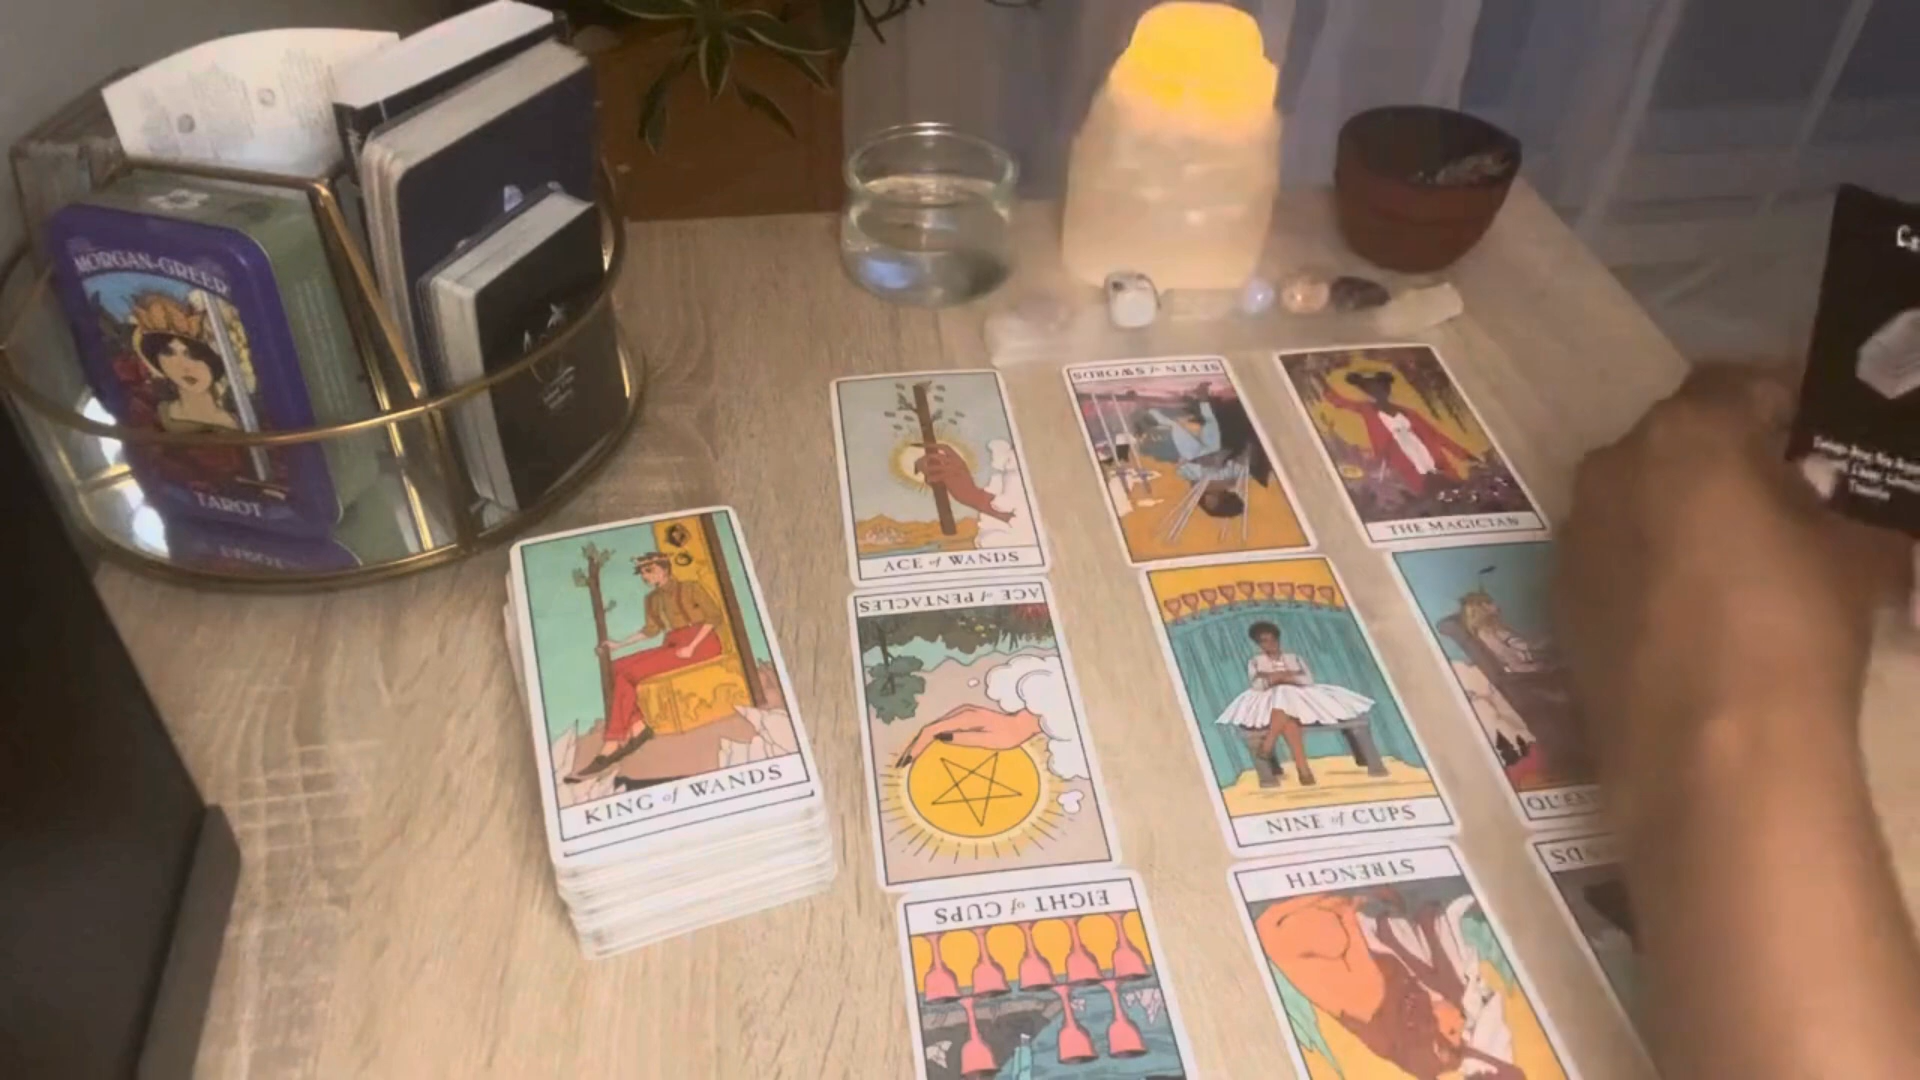 MORGAN-GREER
TAROT
KING of WANDS
ACE of WANDS
SEVEN of SWORDS
THE MAGICIAN
ACE of PENTACLES
NINE of CUPS
EIGHT of CUPS
STRENGTH